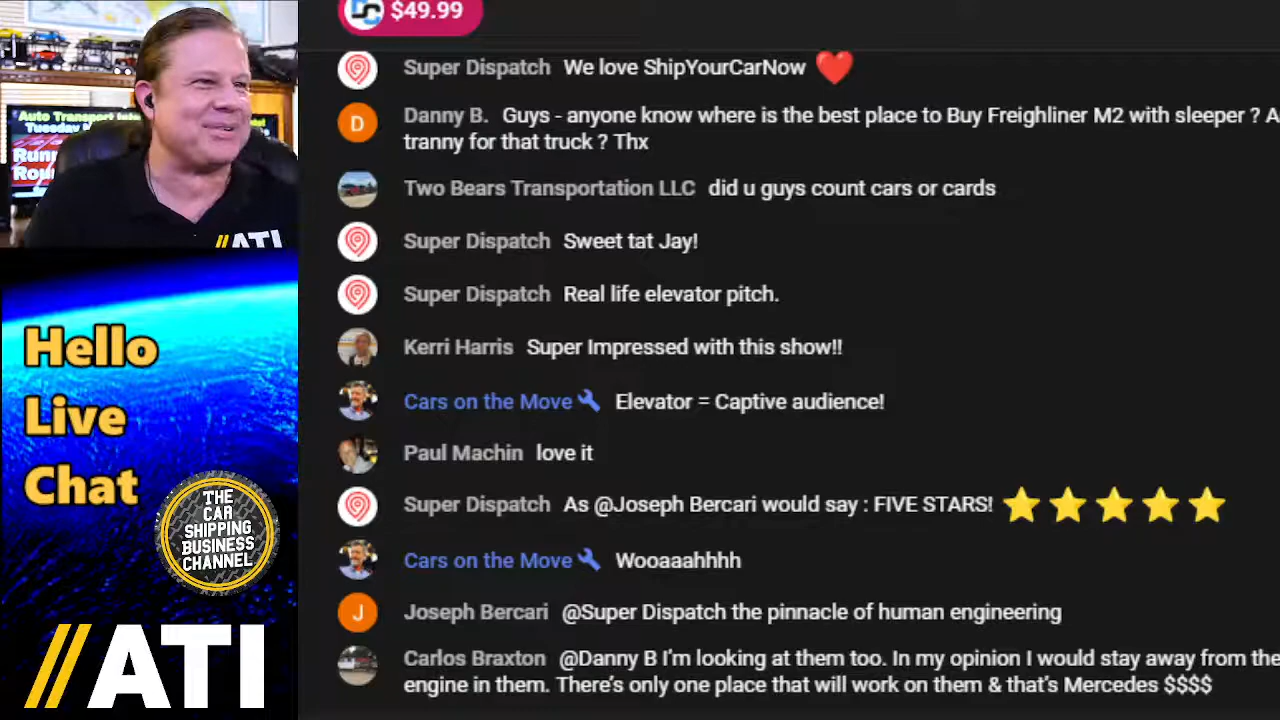 $49.99
Super Dispatch We love ShipYourCarNow
Danny B. Guys - anyone know where is the best place to Buy Freighliner M2 with sleeper ? A
tranny for that truck ? Thx
Two Bears Transportation LLC did u guys count cars or cards
Super Dispatch Sweet tat Jay!
Super Dispatch Real life elevator pitch.
Kerri Harris Super Impressed with this show!!
Cars on the Move Elevator = Captive audience!
Paul Machin love it
Super Dispatch As @Joseph Bercari would say : FIVE STARS!
Cars on the Move Wooaaahhhh
J Joseph Bercari @Super Dispatch the pinnacle of human engineering
Carlos Braxton @Danny B I'm looking at them too. In my opinion I would stay away from the
engine in them. There's only one place that will work on them & that's Mercedes $$$$
D
Auto Transport
Tuesday
//ATI
Hello
Live
Chat
THE
CAR
SHIPPING
BUSINESS
CHANNEL
//ATI